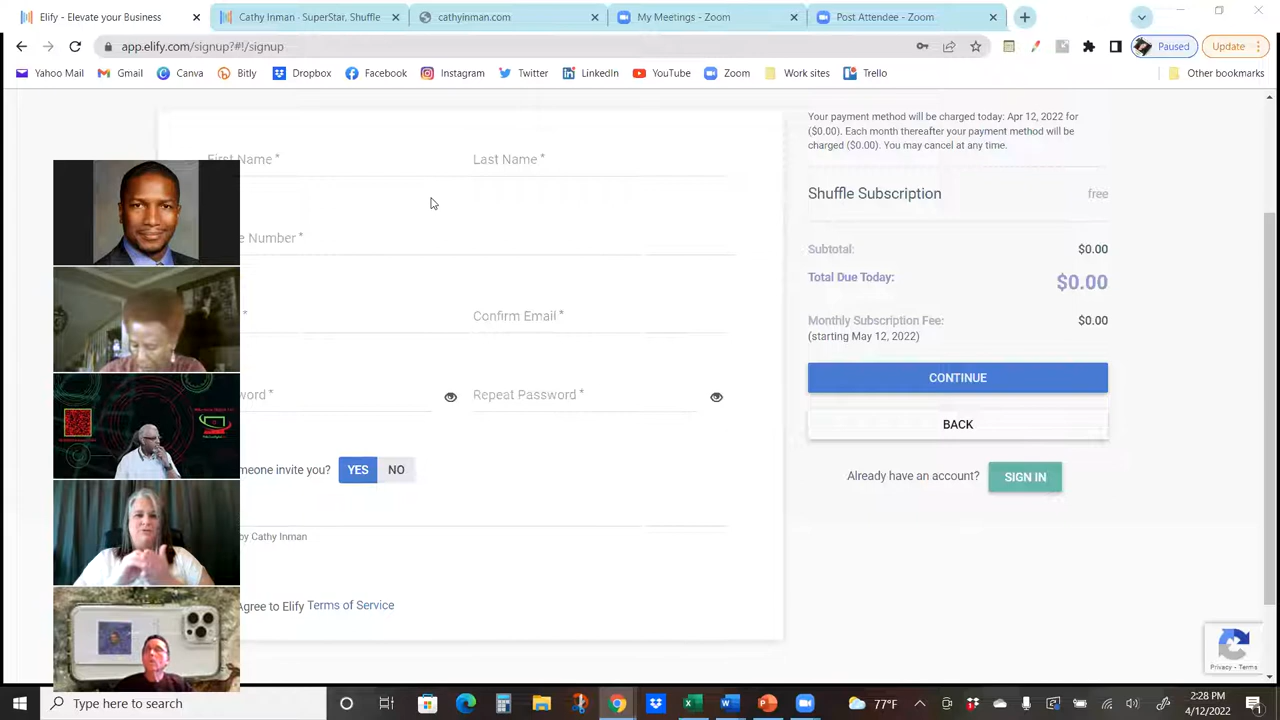 Elify - Elevate your Business
Cathy Inman - SuperStar, Shuffle
cathyinman.com
My Meetings - Zoom
Post Attendee - Zoom
app.elify.com/signup?#!/signup
Paused
Update
Yahoo Mail
Gmail
Canva
Bitly
Dropbox
Facebook
Instagram
Twitter
LinkedIn
YouTube
Zoom
Work sites
Trello
Other bookmarks
First Name *
Last Name *
e Number *
*
Confirm Email *
word *
Repeat Password *
meone invite you?
YES
NO
by Cathy Inman
Agree to Elify Terms of Service
Your payment method will be charged today: Apr 12, 2022 for
($0.00). Each month thereafter your payment method will be
charged ($0.00). You may cancel at any time.
Shuffle Subscription
free
Subtotal:
$0.00
Total Due Today:
$0.00
Monthly Subscription Fee:
$0.00
(starting May 12, 2022)
CONTINUE
BACK
Already have an account?
SIGN IN
Privacy - Terms
Type here to search
77°F
2:28 PM
4/12/2022